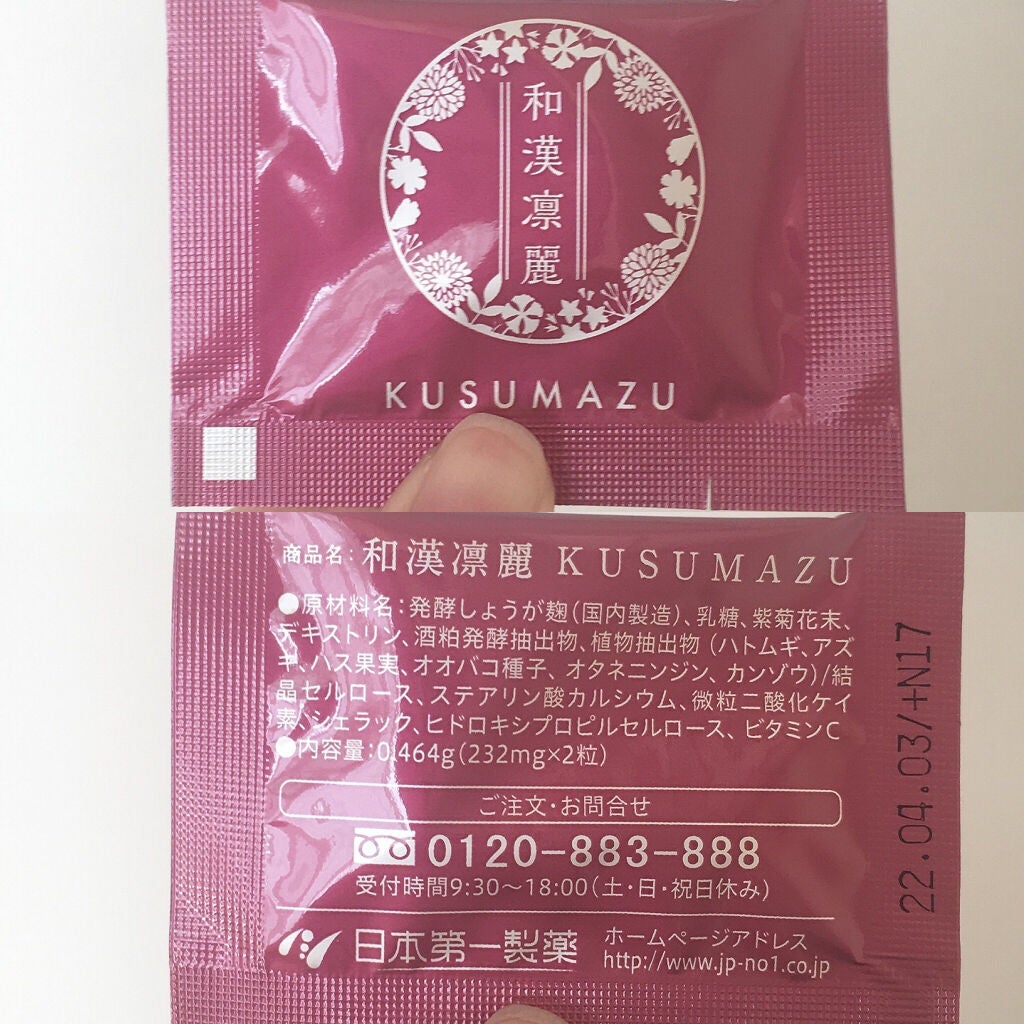 和漢凛麗
KUSUMAZU
商品名：和漢凛麗 KUSUMAZU
●原材料名：発酵しょうが麹（国内製造）、乳糖、紫菊花末、
デキストリン、酒粕発酵抽出物、植物抽出物（ハトムギ、アズ
キ、ハス果実、オオバコ種子、オタネニンジン、カンゾウ）/結
晶セルロース、ステアリン酸カルシウム、微粒二酸化ケイ
素、シェラック、ヒドロキシプロピルセルロース、ビタミンC
●内容量：0.464g（232mg×2粒）
ご注文・お問合せ
0120-883-888
受付時間9:30～18:00（土・日・祝日休み）
日本第一製薬
ホームページアドレス
http://www.jp-no1.co.jp
22.04.03/+N17